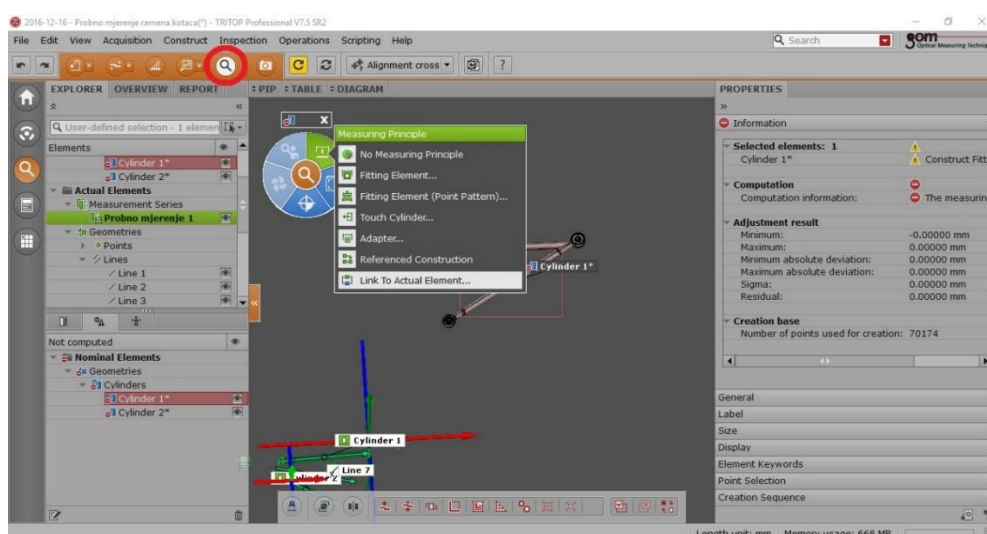 2016-12-16 - Probno mjerenje ramena kotaca(*) - TRITOP Professional V7.5 SR2
File Edit View Acquisition Construct Inspection Operations Scripting Help
Search
gom
Optical Measuring Techniq
Alignment cross
EXPLORER OVERVIEW REPORT
PIP TABLE DIAGRAM
PROPERTIES
User-defined selection - 1 elemen
Elements
Cylinder 1*
Cylinder 2*
Actual Elements
Measurement Series
Probno mjerenje 1
Geometries
Points
Lines
Line 1
Line 2
Line 3
Not computed
Nominal Elements
Geometries
Cylinders
Cylinder 1*
Cylinder 2*
X
Measuring Principle
No Measuring Principle
Fitting Element...
Fitting Element (Point Pattern)...
Touch Cylinder...
Adapter...
Referenced Construction
Link To Actual Element...
Cylinder 1*
Cylinder 1
Line 7
Information
Selected elements: 1
Cylinder 1* Construct Fitt
Computation
Computation information: The measurin
Adjustment result
Minimum: -0.00000 mm
Maximum: 0.00000 mm
Minimum absolute deviation: 0.00000 mm
Maximum absolute deviation: 0.00000 mm
Sigma: 0.00000 mm
Residual: 0.00000 mm
Creation base
Number of points used for creation: 70174
General
Label
Size
Display
Element Keywords
Point Selection
Creation Sequence
Length unit: mm Memory usage: 668 MB